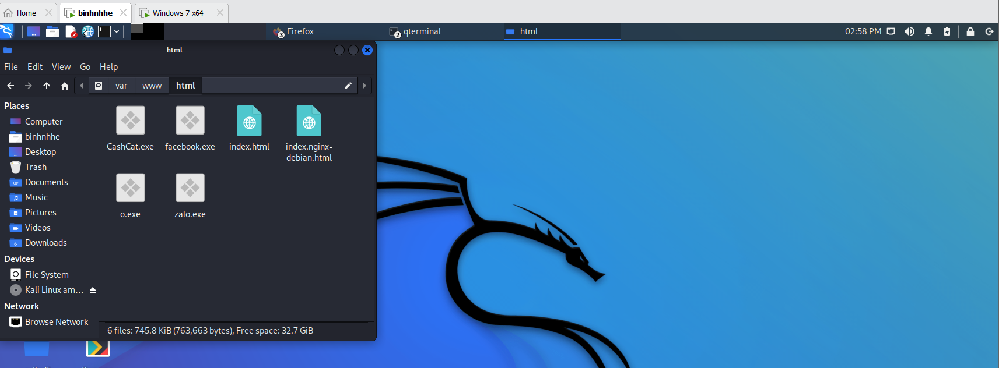 Home
binhnhhe
Windows 7 x64
3 Firefox
2 qterminal
html
02:58 PM
html
File Edit View Go Help
var www html
Places
Computer
binhnhhe
Desktop
Trash
Documents
Music
Pictures
Videos
Downloads
Devices
File System
Kali Linux am...
Network
Browse Network
CashCat.exe facebook.exe index.html index.nginx-
debian.html
o.exe zalo.exe
6 files: 745.8 KiB (763,663 bytes), Free space: 32.7 GiB